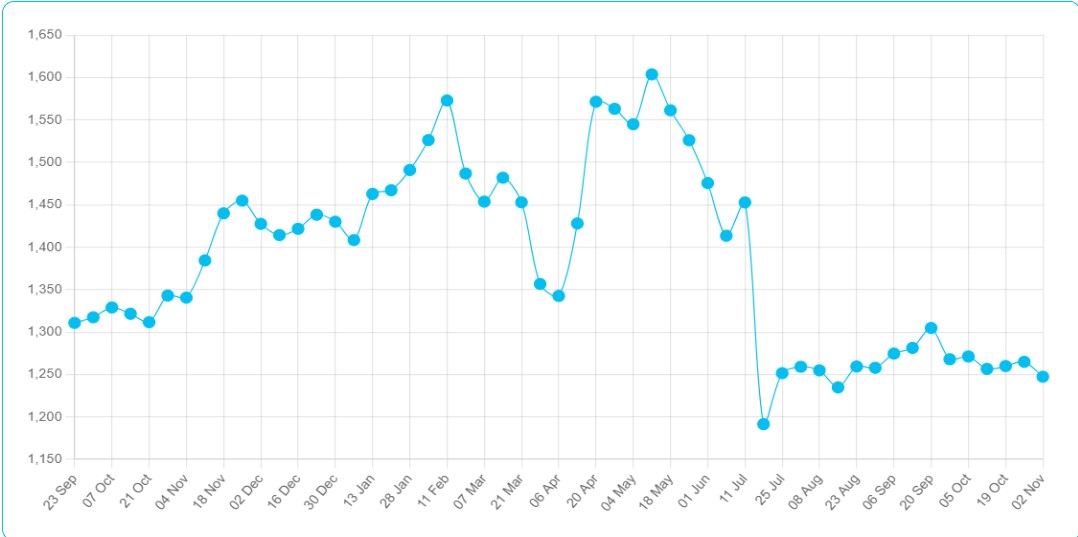 1,650
1,600
1,550
1,500
1,450
1,400
1,350
1,300
1,250
1,200
1,150
23 Sep
07 Oct
21 Oct
04 Nov
18 Nov
02 Dec
16 Dec
30 Dec
13 Jan
28 Jan
11 Feb
07 Mar
21 Mar
06 Apr
20 Apr
04 May
18 May
01 Jun
11 Jul
25 Jul
08 Aug
23 Aug
06 Sep
20 Sep
05 Oct
19 Oct
02 Nov